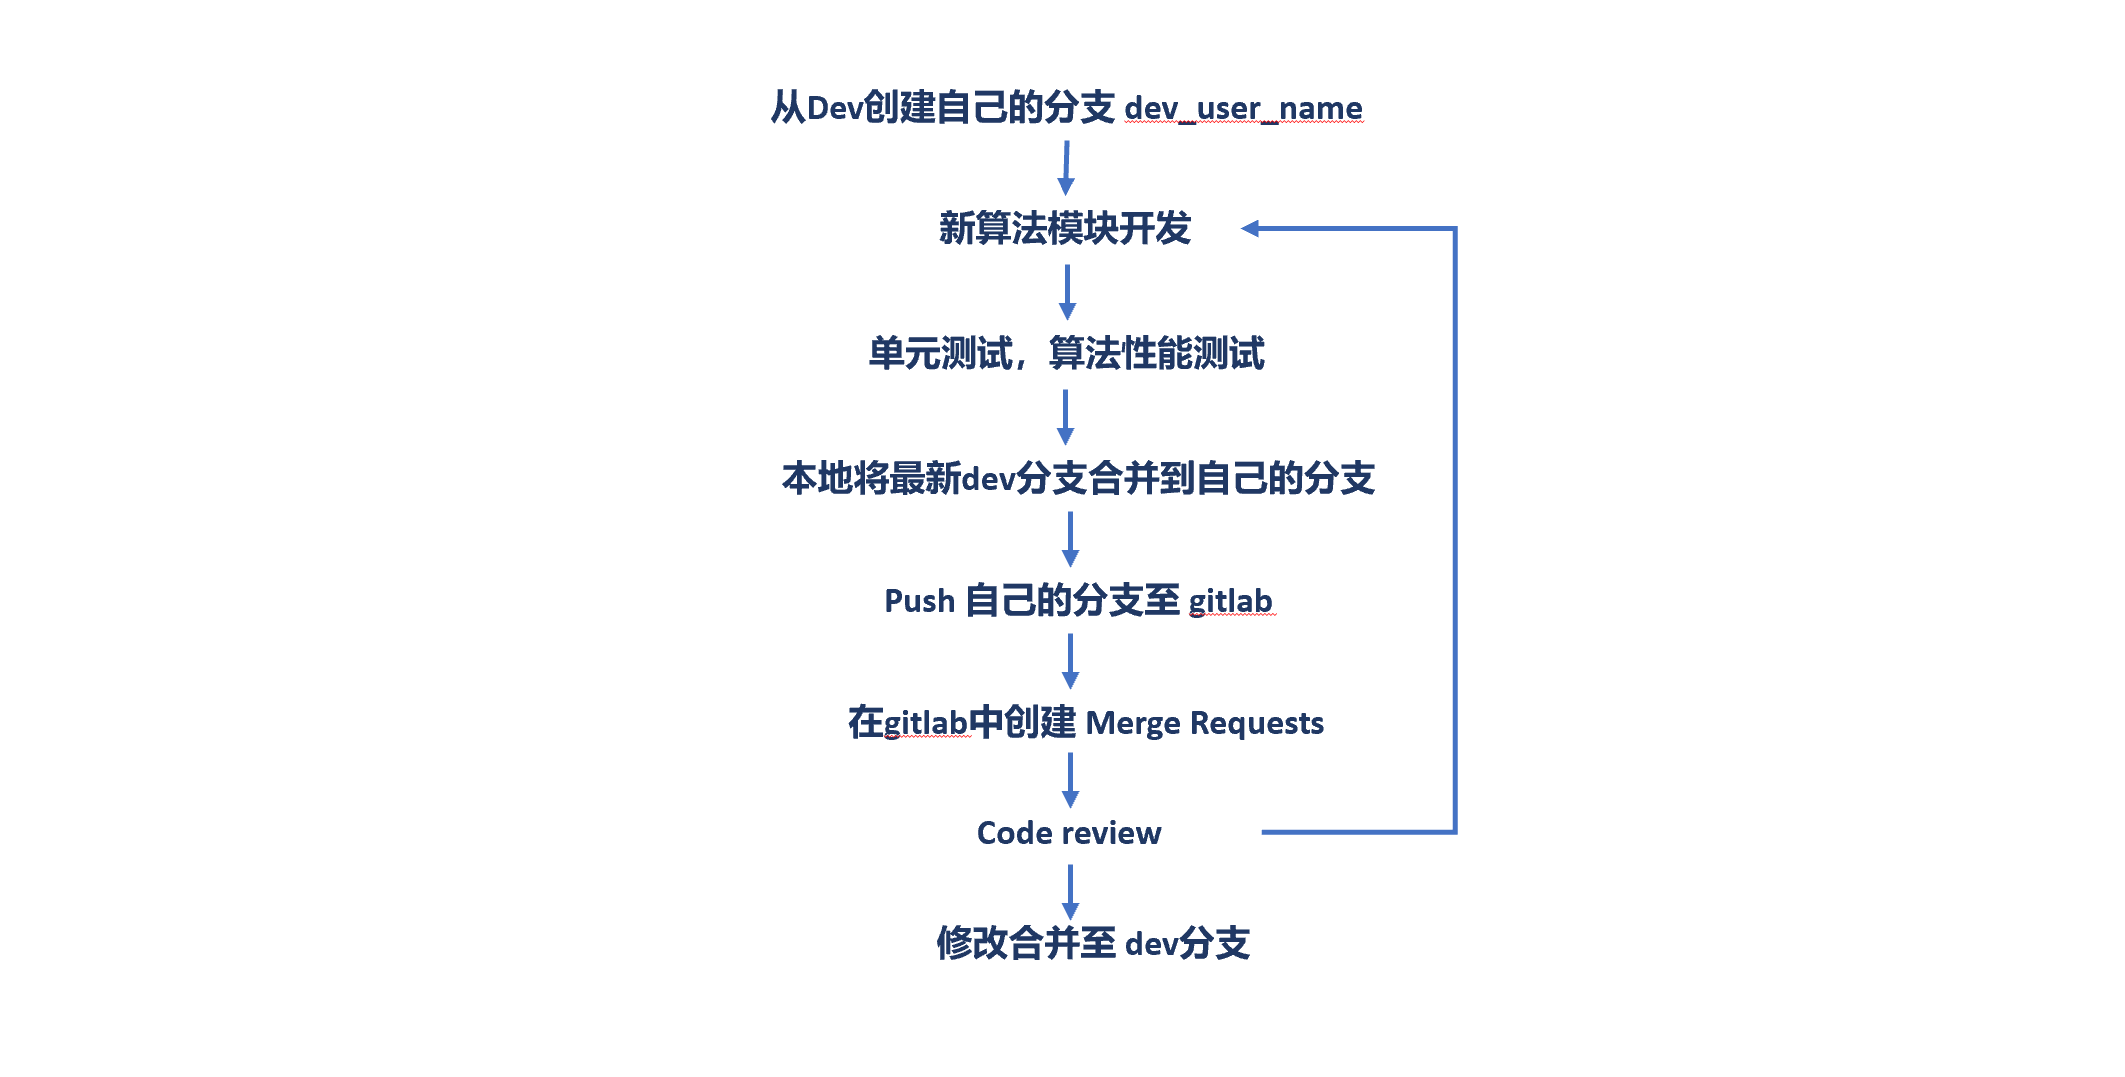 从Dev创建自己的分支 dev_user_name
新算法模块开发
单元测试，算法性能测试
本地将最新dev分支合并到自己的分支
Push 自己的分支至 gitlab
在gitlab中创建 Merge Requests
Code review
修改合并至 dev分支